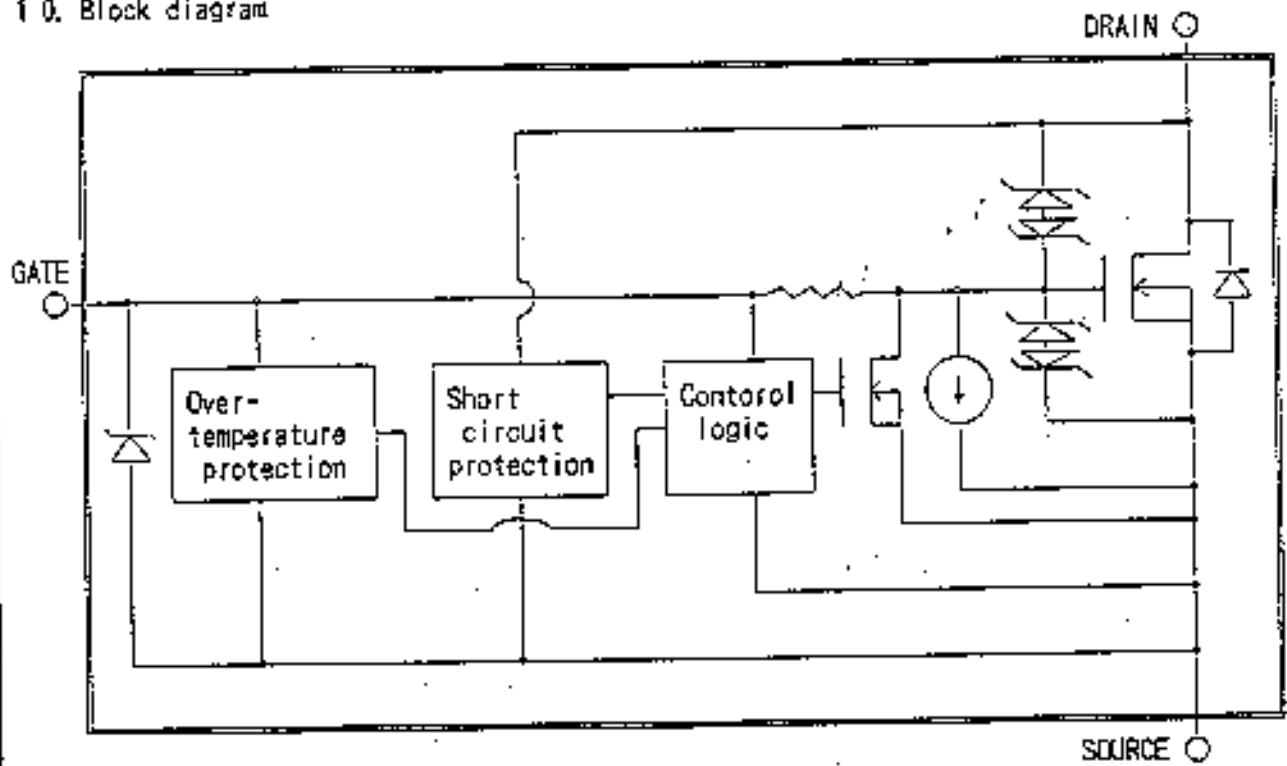 1 0. Block diagram
DRAIN
GATE
Over-
temperature
protection
Short
circuit
protection
Contorol
logic
SOURCE